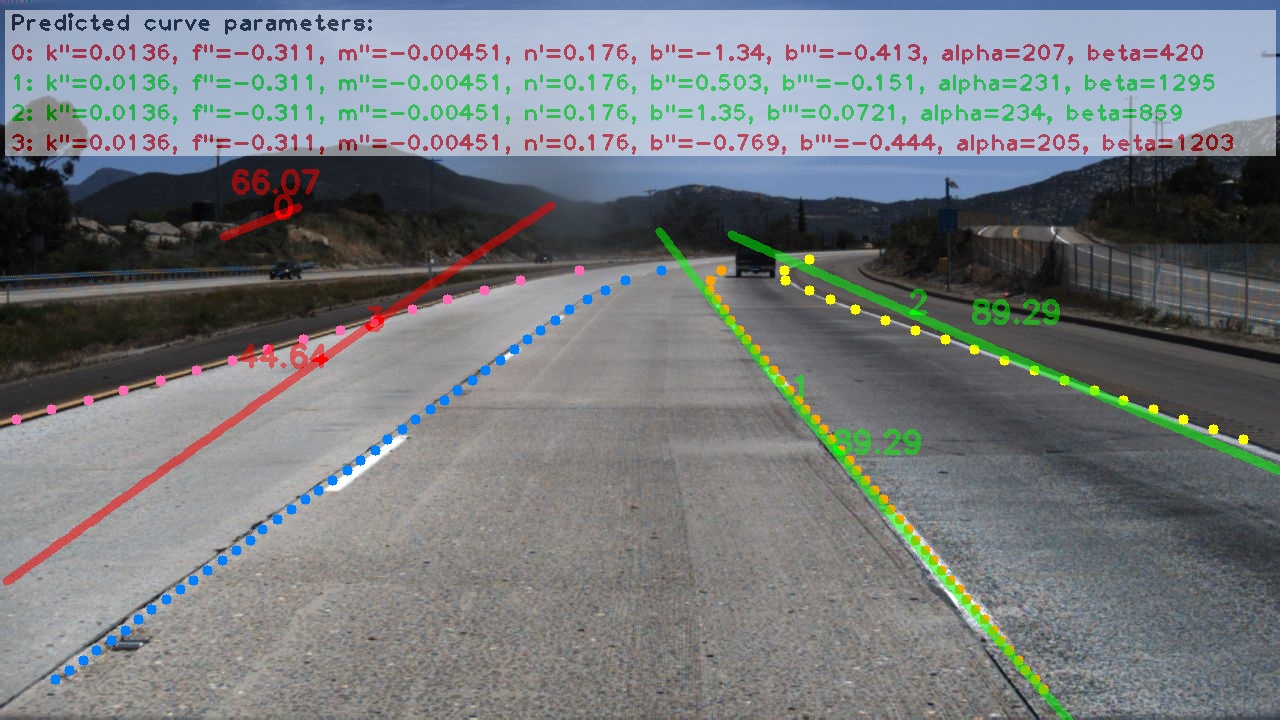 Predicted curve parameters:
0: k''=0.0136, f''=-0.311, m''=-0.00451, n'=0.176, b''=-1.34, b'''=-0.413, alpha=207, beta=420
1: k''=0.0136, f''=-0.311, m''=-0.00451, n'=0.176, b''=0.503, b'''=-0.151, alpha=231, beta=1295
2: k''=0.0136, f''=-0.311, m''=-0.00451, n'=0.176, b''=1.35, b'''=0.0721, alpha=234, beta=859
3: k''=0.0136, f''=-0.311, m''=-0.00451, n'=0.176, b''=-0.769, b'''=-0.444, alpha=205, beta=1203
66.07
0
2
89.29
3
44.64
1
89.29